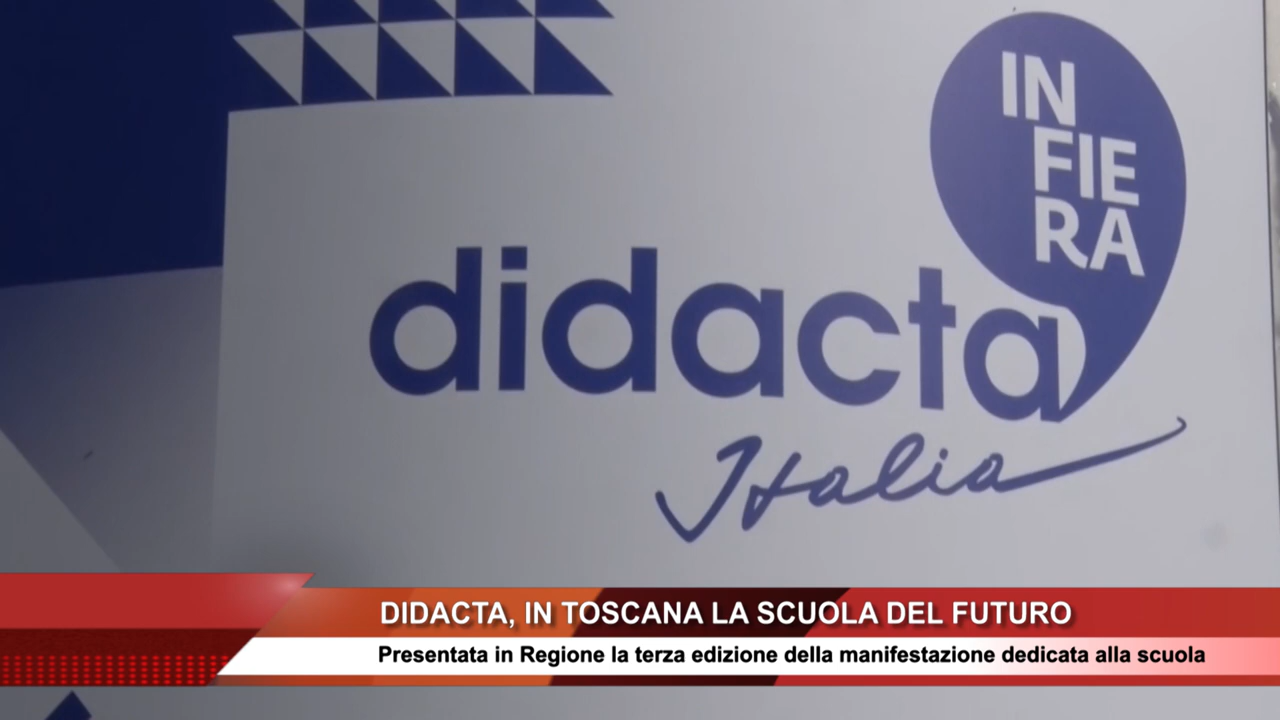 IN
FIE
RA
didacta
Italia
DIDACTA, IN TOSCANA LA SCUOLA DEL FUTURO
Presentata in Regione la terza edizione della manifestazione dedicata alla scuola